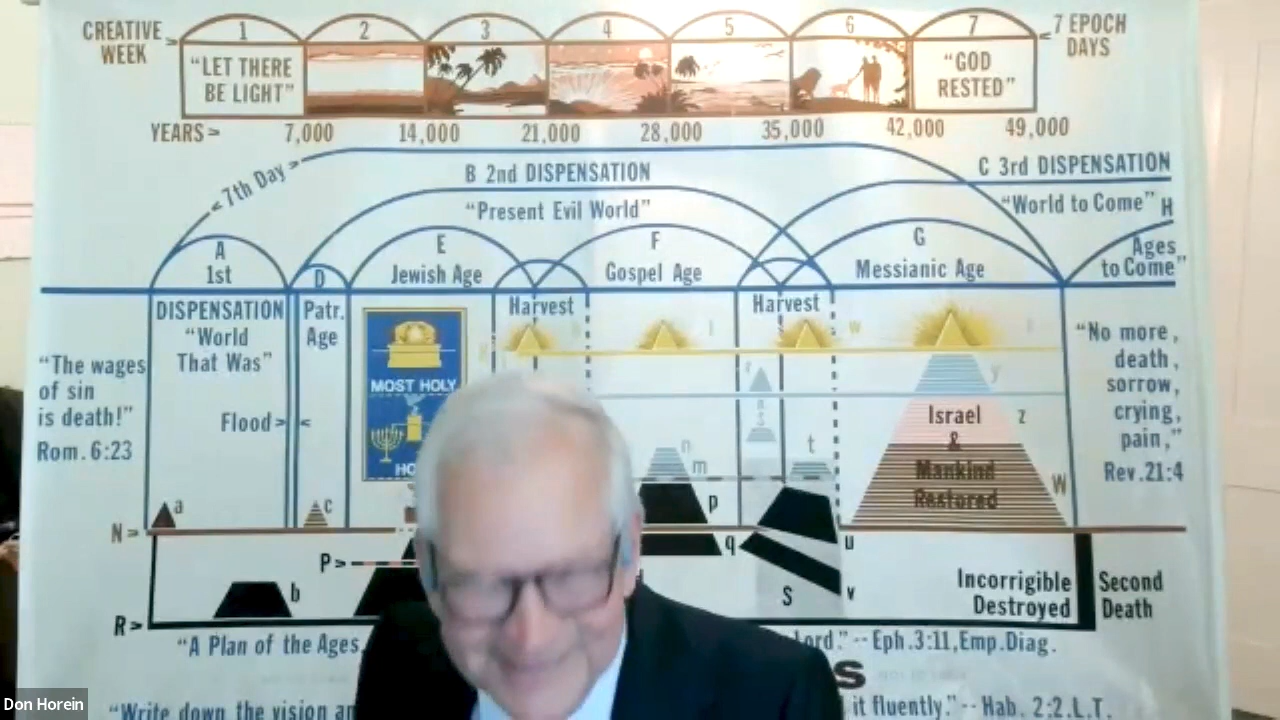 CREATIVE WEEK
1 2 3 4 5 6 7
7 EPOCH DAYS
"LET THERE BE LIGHT"
"GOD RESTED"
YEARS > 7,000 14,000 21,000 28,000 35,000 42,000 49,000
< 7th Day >
B 2nd DISPENSATION
C 3rd DISPENSATION
"Present Evil World"
"World to Come" H
A
1st
D
E
Jewish Age
F
Gospel Age
G
Messianic Age
Ages to Come"
DISPENSATION
"World
That Was"
Patr.
Age
Harvest
Harvest
"The wages
of sin
is death!"
Rom. 6:23
Flood > <
MOST HOLY
HO
"No more,
death,
sorrow,
crying,
pain,"
Rev. 21:4
w
y
z
Israel
&
Mankind
Restored
W
n
m
t
a
c
p
N >
P >
q
u
b
S
v
R >
Incorrigible
Destroyed
Second
Death
"A Plan of the Ages,
Lord." -- Eph. 3:11, Emp. Diag.
S
"Write down the vision an
it fluently." -- Hab. 2:2. L.T.
Don Horein